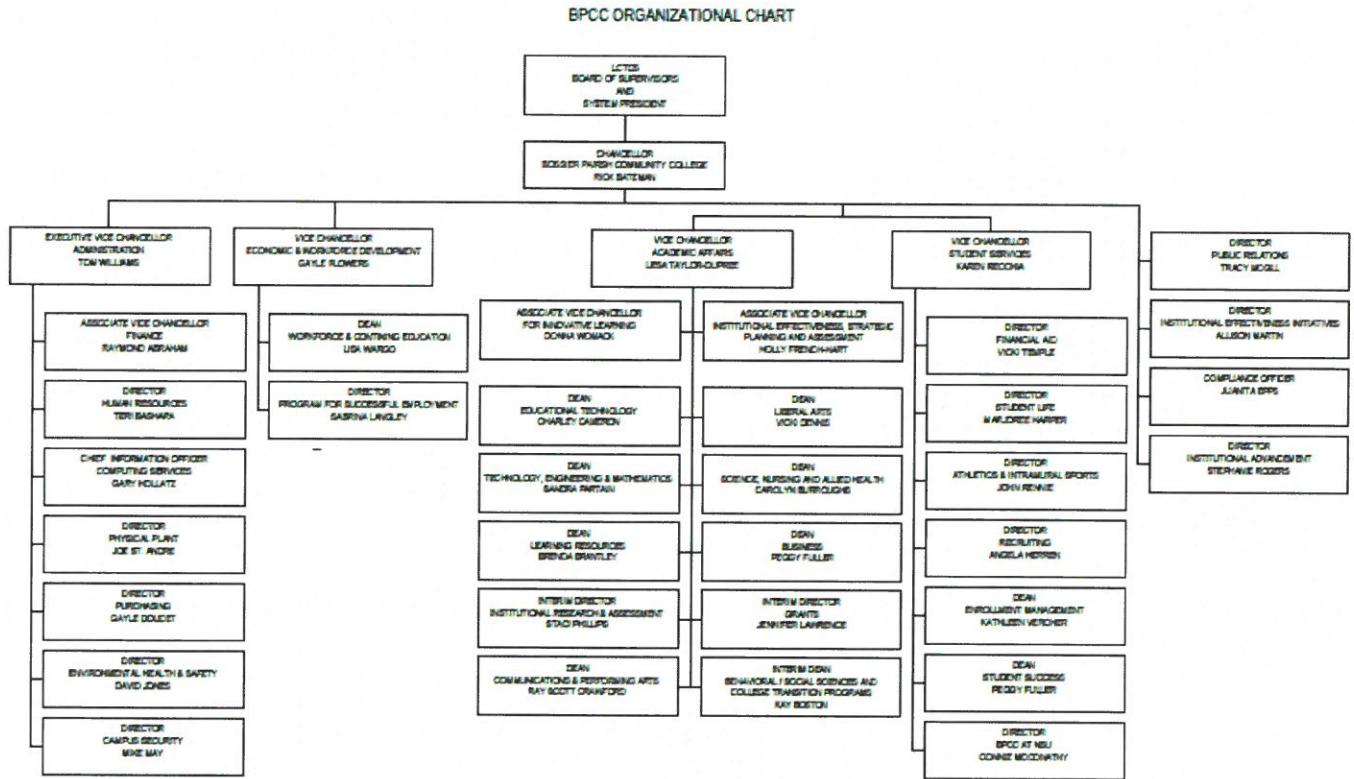 BPCC ORGANIZATIONAL CHART
LCTCS
BOARD OF SUPERVISORS
AND
SYSTEM PRESIDENT
CHANCELLOR
BOSSIER PARISH COMMUNITY COLLEGE
RICK BATEMAN
EXECUTIVE VICE CHANCELLOR
ADMINISTRATION
TOM WILLIAMS
VICE CHANCELLOR
ECONOMIC & WORKFORCE DEVELOPMENT
GAYLE FLOWERS
VICE CHANCELLOR
ACADEMIC AFFAIRS
LESA TAYLOR-DUPREE
VICE CHANCELLOR
STUDENT SERVICES
KAREN RECCHIA
DIRECTOR
PUBLIC RELATIONS
TRACY MCGILL
ASSOCIATE VICE CHANCELLOR
FINANCE
RAYMOND ABRAHAM
DIRECTOR
HUMAN RESOURCES
TERI BASHARA
CHIEF INFORMATION OFFICER
COMPUTING SERVICES
GARY HOLLATZ
DIRECTOR
PHYSICAL PLANT
JOE ST. ANDRE
DIRECTOR
PURCHASING
GAYLE DOUCET
DIRECTOR
ENVIRONMENTAL HEALTH & SAFETY
DAVID JONES
DIRECTOR
CAMPUS SECURITY
MIKE MAY
DEAN
WORKFORCE & CONTINING EDUCATION
LISA WARGO
DIRECTOR
PROGRAM FOR SUCCESSFUL EMPLOYMENT
SABRINA LANGLEY
ASSOCIATE VICE CHANCELLOR
FOR INNOVATIVE LEARNING
DONNA WOMACK
ASSOCIATE VICE CHANCELLOR
INSTITUTIONAL EFFECTIVENESS, STRATEGIC
PLANNING AND ASSESSMENT
HOLLY FRENCH-HART
DEAN
EDUCATIONAL TECHNOLOGY
CHARLEY CAMERON
DEAN
LIBERAL ARTS
VICKI DENNIS
DEAN
TECHNOLOGY, ENGINEERING & MATHEMATICS
SANDRA PARTAIN
DEAN
SCIENCE, NURSING AND ALLIED HEALTH
CAROLYN BURROUGHS
DEAN
LEARNING RESOURCES
BRENDA BRANTLEY
DEAN
BUSINESS
PEGGY FULLER
INTERIM DIRECTOR
INSTITUTIONAL RESEARCH & ASSESSMENT
STACI PHILLIPS
INTERIM DIRECTOR
GRANTS
JENNIFER LAWRENCE
DEAN
COMMUNICATIONS & PERFORMING ARTS
RAY SCOTT CRAWFORD
INTERIM DEAN
BEHAVIORAL / SOCIAL SCIENCES AND
COLLEGE TRANSITION PROGRAMS
KAY BOSTON
DIRECTOR
FINANCIAL AID
VICKI TEMPLE
DIRECTOR
STUDENT LIFE
MARJOREE HARPER
DIRECTOR
ATHLETICS & INTRAMURAL SPORTS
JOHN RENNIE
DIRECTOR
RECRUITING
ANGELA HERREN
DEAN
ENROLLMENT MANAGEMENT
KATHLEEN
DEAN
STUDENT SUCCESS
PEGGY FULLER
DIRECTOR
BPCC AT NSU
CONNIE MCCONATHY
DIRECTOR
INSTITUTIONAL EFFECTIVENESS INITIATIVES
ALLISON MARTIN
COMPLIANCE OFFICER
JUANITA EPPS
DIRECTOR
INSTITUTIONAL ADVANCEMENT
STEPHANIE ROGERS